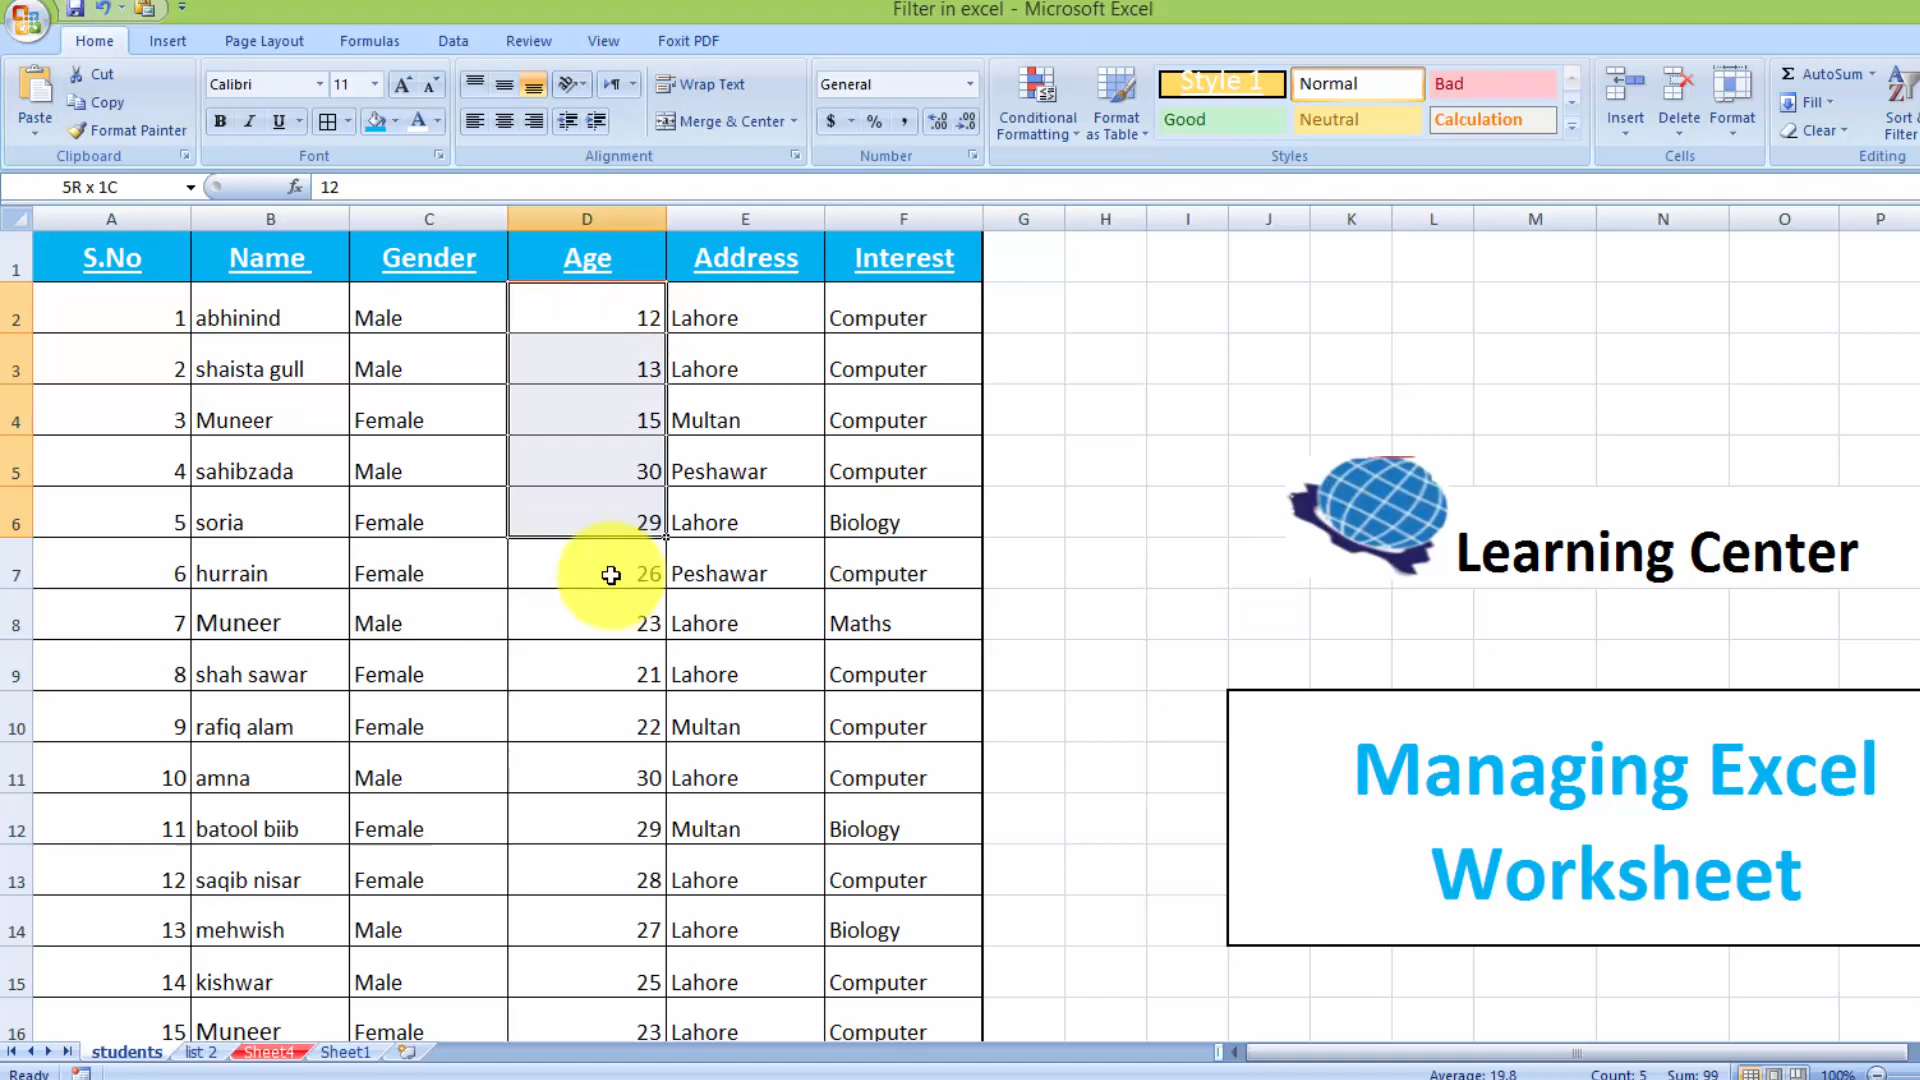 Filter in excel - Microsoft Excel
Home Insert Page Layout Formulas Data Review View Foxit PDF
Paste Cut Copy Format Painter Clipboard
Calibri 11 B I U Font
Wrap Text Merge & Center Alignment
General $ % , Number
Conditional Formatting Format as Table
Style 1 Normal Bad
Good Neutral Calculation
Styles
Insert Delete Format Cells
Σ AutoSum Fill Clear Sort & Filter Editing
5R x 1C fx 12
A B C D E F G H I J K L M N O P
1 S.No Name Gender Age Address Interest
2 1 abhinind Male 12 Lahore Computer
3 2 shaista gull Male 13 Lahore Computer
4 3 Muneer Female 15 Multan Computer
5 4 sahibzada Male 30 Peshawar Computer
6 5 soria Female 29 Lahore Biology
7 6 hurrain Female 26 Peshawar Computer
8 7 Muneer Male 23 Lahore Maths
9 8 shah sawar Female 21 Lahore Computer
10 9 rafiq alam Female 22 Multan Computer
11 10 amna Male 30 Lahore Computer
12 11 batool biib Female 29 Multan Biology
13 12 saqib nisar Female 28 Lahore Computer
14 13 mehwish Male 27 Lahore Biology
15 14 kishwar Male 25 Lahore Computer
16 15 Muneer Female 23 Lahore Computer
Learning Center
Managing Excel
Worksheet
students list 2 Sheet4 Sheet1
Ready Average: 19.8 Count: 5 Sum: 99 100%